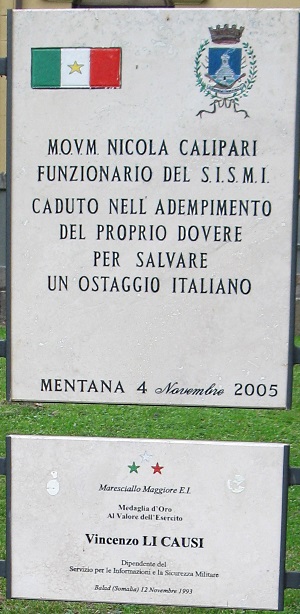 M.O.V.M. NICOLA CALIPARI
FUNZIONARIO DEL S.I.S.M.I.
CADUTO NELL'ADEMPIMENTO
DEL PROPRIO DOVERE
PER SALVARE
UN OSTAGGIO ITALIANO
MENTANA 4 Novembre 2005
Maresciallo Maggiore E.I.
Medaglia d'Oro
Al Valore dell'Esercito
Vincenzo LI CAUSI
Dipendente del
Servizio per le Informazioni e la Sicurezza Militare
Balad (Somalia) 12 Novembre 1993